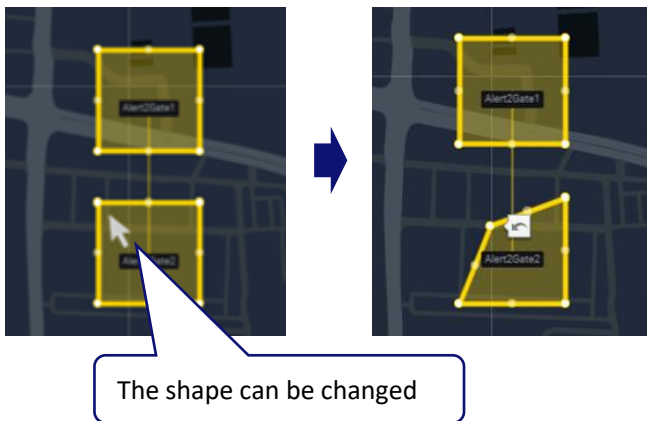 Alert2Gate1
Alert2Gate1
Alert2Gate2
Alert2Gate2
The shape can be changed